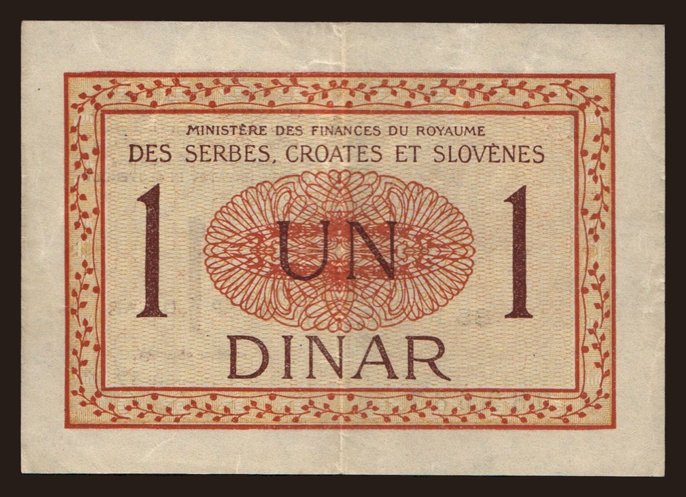 MINISTÈRE DES FINANCES DU ROYAUME
DES SERBES, CROATES ET SLOVÈNES
1 UN 1
DINAR